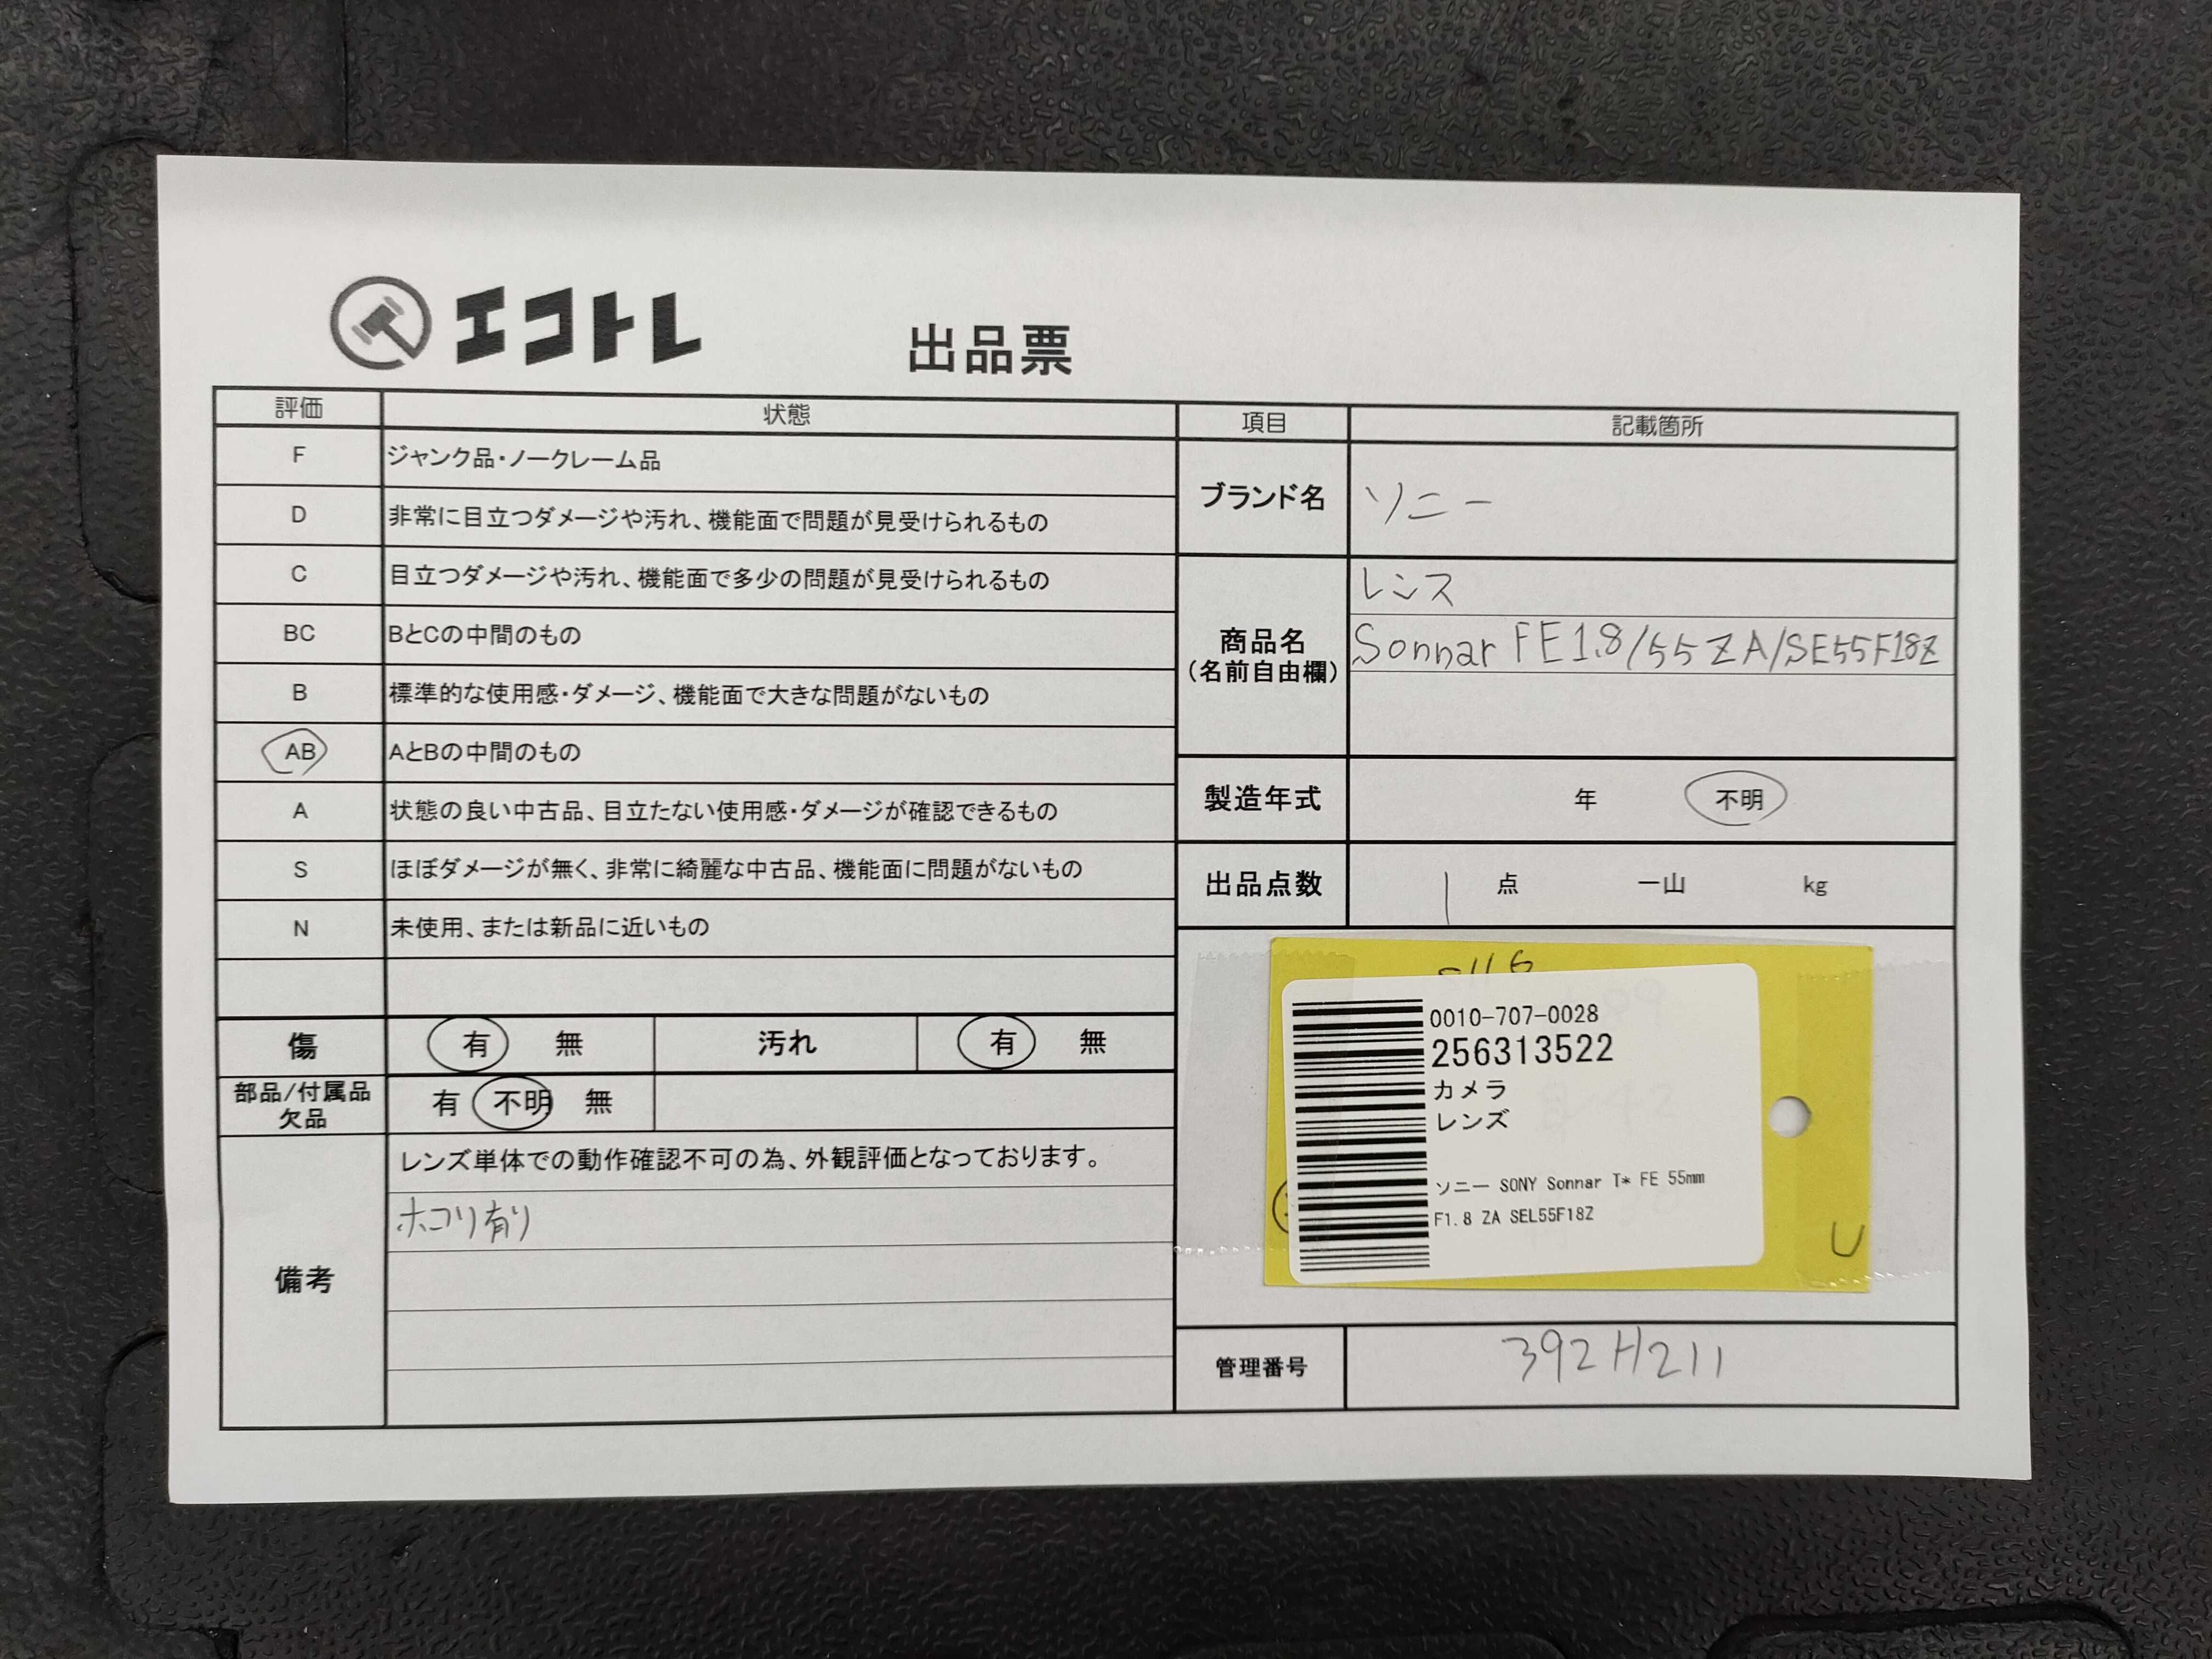 エコトレ
出品票
評価 状態
F ジャンク品・ノークレーム品
D 非常に目立つダメージや汚れ、機能面で問題が見受けられるもの
C 目立つダメージや汚れ、機能面で多少の問題が見受けられるもの
BC BとCの中間のもの
B 標準的な使用感・ダメージ、機能面で大きな問題がないもの
AB AとBの中間のもの
A 状態の良い中古品、目立たない使用感・ダメージが確認できるもの
S ほぼダメージが無く、非常に綺麗な中古品、機能面に問題がないもの
N 未使用、または新品に近いもの
傷 有 無 汚れ 有 無
部品/付属品
欠品
有 不明 無
備考
レンズ単体での動作確認不可の為、外観評価となっております。
ホコリ有り
項目 記載箇所
ブランド名 ソニー
商品名
(名前自由欄)
レンス
Sonnar FE1.8/55ZA/SE55F18Z
製造年式 年 不明
出品点数 1 点 一山 kg
0010-707-0028
256313522
カメラ
レンズ
ソニー SONY Sonnar T* FE 55mm
F1.8 ZA SEL55F18Z
U
管理番号 392H211